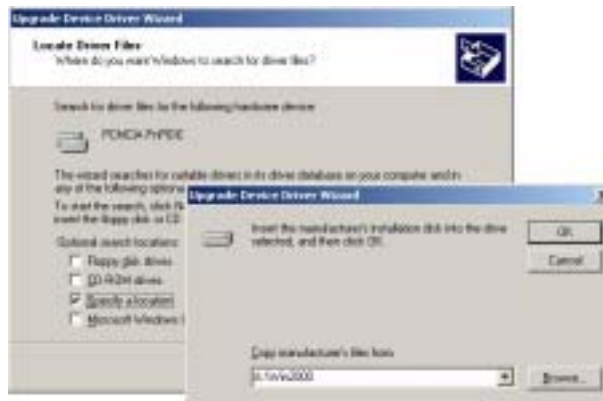 Upgrade Device Driver Wizard
Locate Driver Files
Where do you want Windows to search for driver files?
Search for driver files for the following hardware device:
PCMCIA PnPIDE
The wizard searches for suitable drivers in its driver database on your computer and in
any of the following optional
To start the search, click
insert the floppy disk or CD
Optional search locations:
Floppy disk drives
CD-ROM drives
Specify a location
Microsoft Windows
Upgrade Device Driver Wizard
Insert the manufacturer's installation disk into the drive
selected, and then click OK.
OK
Cancel
Copy manufacturer's files from:
Browse...